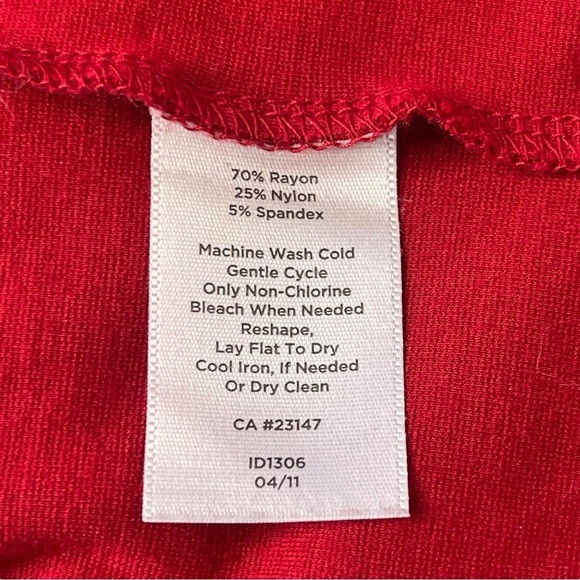 70% Rayon
25% Nylon
5% Spandex
Machine Wash Cold
Gentle Cycle
Only Non-Chlorine
Bleach When Needed
Reshape,
Lay Flat To Dry
Cool Iron, If Needed
Or Dry Clean
CA #23147
ID1306
04/11